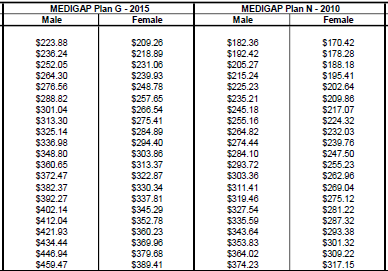 MEDIGAP Plan G - 2015 MEDIGAP Plan N - 2010
Male Female Male Female
$223.88 $209.26 $182.36 $170.42
$236.24 $218.89 $192.42 $178.28
$252.05 $231.06 $205.27 $188.18
$264.30 $239.93 $215.24 $195.41
$276.56 $248.78 $225.23 $202.64
$288.82 $257.65 $235.21 $209.86
$301.04 $266.54 $245.18 $217.07
$313.30 $275.41 $255.16 $224.32
$325.14 $284.89 $264.82 $232.03
$336.98 $294.40 $274.44 $239.76
$348.80 $303.86 $284.10 $247.50
$360.65 $313.37 $293.72 $255.23
$372.47 $322.87 $303.36 $262.96
$382.37 $330.34 $311.41 $269.04
$392.27 $337.81 $319.46 $275.12
$402.14 $345.29 $327.54 $281.22
$412.04 $352.78 $335.59 $287.32
$421.93 $360.23 $343.64 $293.38
$434.44 $369.96 $353.83 $301.32
$446.94 $379.68 $364.02 $309.22
$459.47 $389.41 $374.23 $317.15